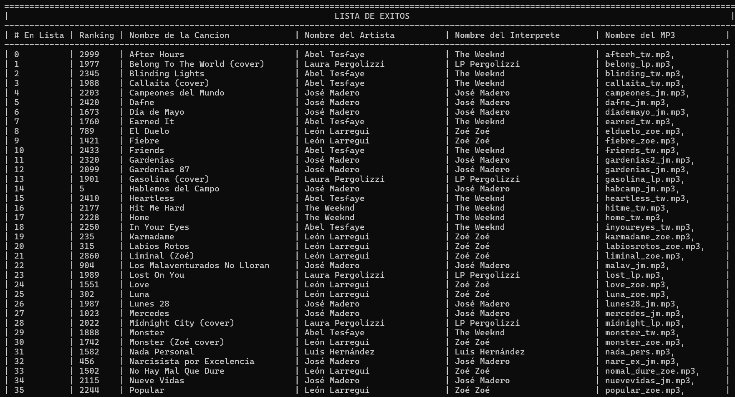 LISTA DE EXITOS
| # En Lista | Ranking | Nombre de la Cancion | Nombre del Artista | Nombre del Interprete | Nombre del MP3 |
| 0 | 2999 | After Hours | Abel Tesfaye | The Weeknd | afterh_tw.mp3, |
| 1 | 1977 | Belong To The World (cover) | Laura Pergolizzi | LP Pergolizzi | belong_lp.mp3, |
| 2 | 2345 | Blinding Lights | Abel Tesfaye | The Weeknd | blinding_tw.mp3, |
| 3 | 1988 | Callaita (cover) | Abel Tesfaye | The Weeknd | callaita_tw.mp3, |
| 4 | 2203 | Campeones del Mundo | José Madero | José Madero | campeones_jm.mp3, |
| 5 | 2420 | Dafne | José Madero | José Madero | dafne_jm.mp3, |
| 6 | 1673 | Dia de Mayo | José Madero | José Madero | diademayo_jm.mp3, |
| 7 | 1760 | Earned It | Abel Tesfaye | The Weeknd | earned_tw.mp3, |
| 8 | 789 | El Duelo | León Larregui | Zoé Zoé | elduelo_zoe.mp3, |
| 9 | 1421 | Fiebre | León Larregui | Zoé Zoé | fiebre_zoe.mp3, |
| 10 | 2433 | Friends | Abel Tesfaye | The Weeknd | friends_tw.mp3, |
| 11 | 2320 | Gardenias | José Madero | José Madero | gardenias2_jm.mp3, |
| 12 | 2099 | Gardenias 87 | José Madero | José Madero | gardenias_jm.mp3, |
| 13 | 1901 | Gasolina (cover) | Laura Pergolizzi | LP Pergolizzi | gasolina_lp.mp3, |
| 14 | 5 | Hablemos del Campo | José Madero | José Madero | habcamp_jm.mp3, |
| 15 | 2410 | Heartless | Abel Tesfaye | The Weeknd | heartless_tw.mp3, |
| 16 | 2177 | Hit Me Hard | The Weeknd | The Weeknd | hitme_tw.mp3, |
| 17 | 2228 | Home | The Weeknd | The Weeknd | home_tw.mp3, |
| 18 | 2250 | In Your Eyes | Abel Tesfaye | The Weeknd | inyoureyes_tw.mp3, |
| 19 | 235 | Karmadame | León Larregui | Zoé Zoé | karmadame_zoe.mp3, |
| 20 | 315 | Labios Rotos | León Larregui | Zoé Zoé | labiosrotos_zoe.mp3, |
| 21 | 2860 | Liminal (Zoé) | León Larregui | Zoé Zoé | liminal_zoe.mp3, |
| 22 | 904 | Los Malaventurados No Lloran | José Madero | José Madero | malav_jm.mp3, |
| 23 | 1989 | Lost On You | Laura Pergolizzi | LP Pergolizzi | lost_lp.mp3, |
| 24 | 1551 | Love | León Larregui | Zoé Zoé | love_zoe.mp3, |
| 25 | 302 | Luna | León Larregui | Zoé Zoé | luna_zoe.mp3, |
| 26 | 1987 | Lunes 28 | José Madero | José Madero | lunes28_jm.mp3, |
| 27 | 1023 | Mercedes | José Madero | José Madero | mercedes_jm.mp3, |
| 28 | 2022 | Midnight City (cover) | Laura Pergolizzi | LP Pergolizzi | midnight_lp.mp3, |
| 29 | 1888 | Monster | Abel Tesfaye | The Weeknd | monster_tw.mp3, |
| 30 | 1742 | Monster (Zoé cover) | León Larregui | Zoé Zoé | monster_zoe.mp3, |
| 31 | 1582 | Nada Personal | Luis Hernández | Luis Hernández | nada_pers.mp3, |
| 32 | 456 | Narcisista por Excelencia | José Madero | José Madero | narc_ex_jm.mp3, |
| 33 | 1502 | No Hay Mal Que Dure | León Larregui | Zoé Zoé | nomal_dure_zoe.mp3, |
| 34 | 2115 | Nueve Vidas | José Madero | José Madero | nuevevidas_jm.mp3, |
| 35 | 2244 | Popular | León Larregui | Zoé Zoé | popular_zoe.mp3, |